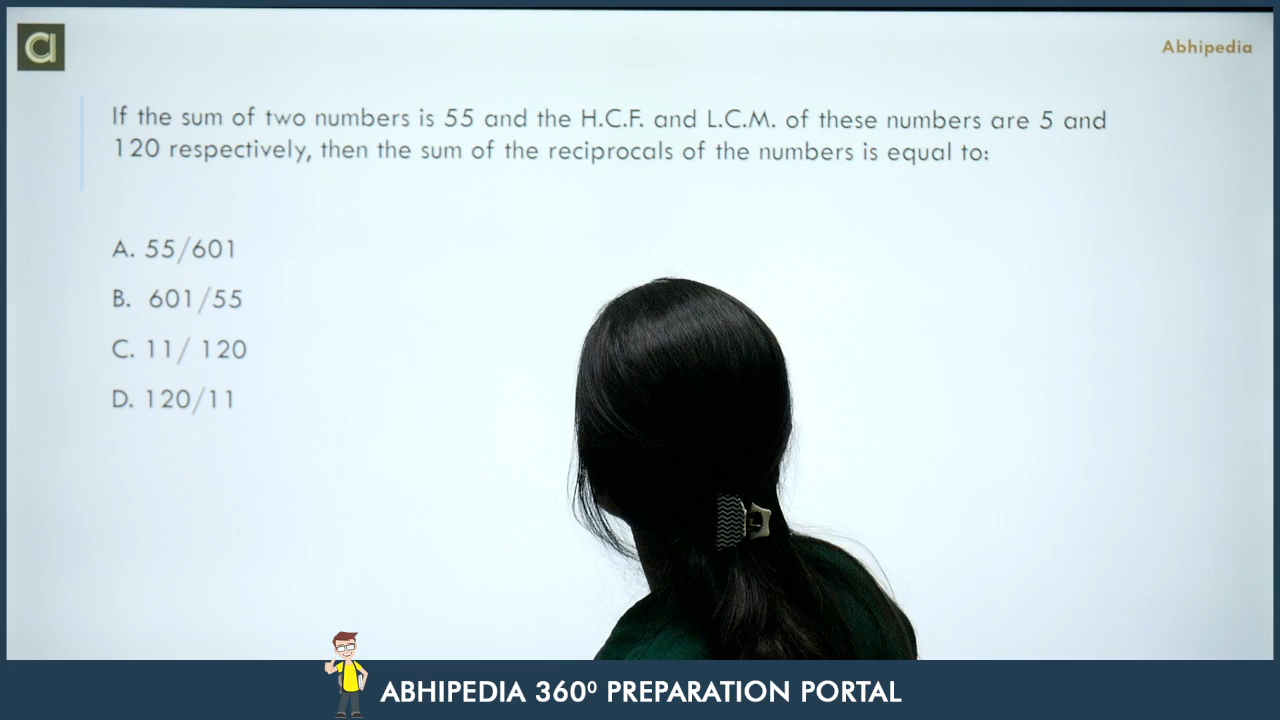 Abhipedia
If the sum of two numbers is 55 and the H.C.F. and L.C.M. of these numbers are 5 and
120 respectively, then the sum of the reciprocals of the numbers is equal to:
A. 55/601
B. 601/55
C. 11/ 120
D. 120/11
ABHIPEDIA 360⁰ PREPARATION PORTAL